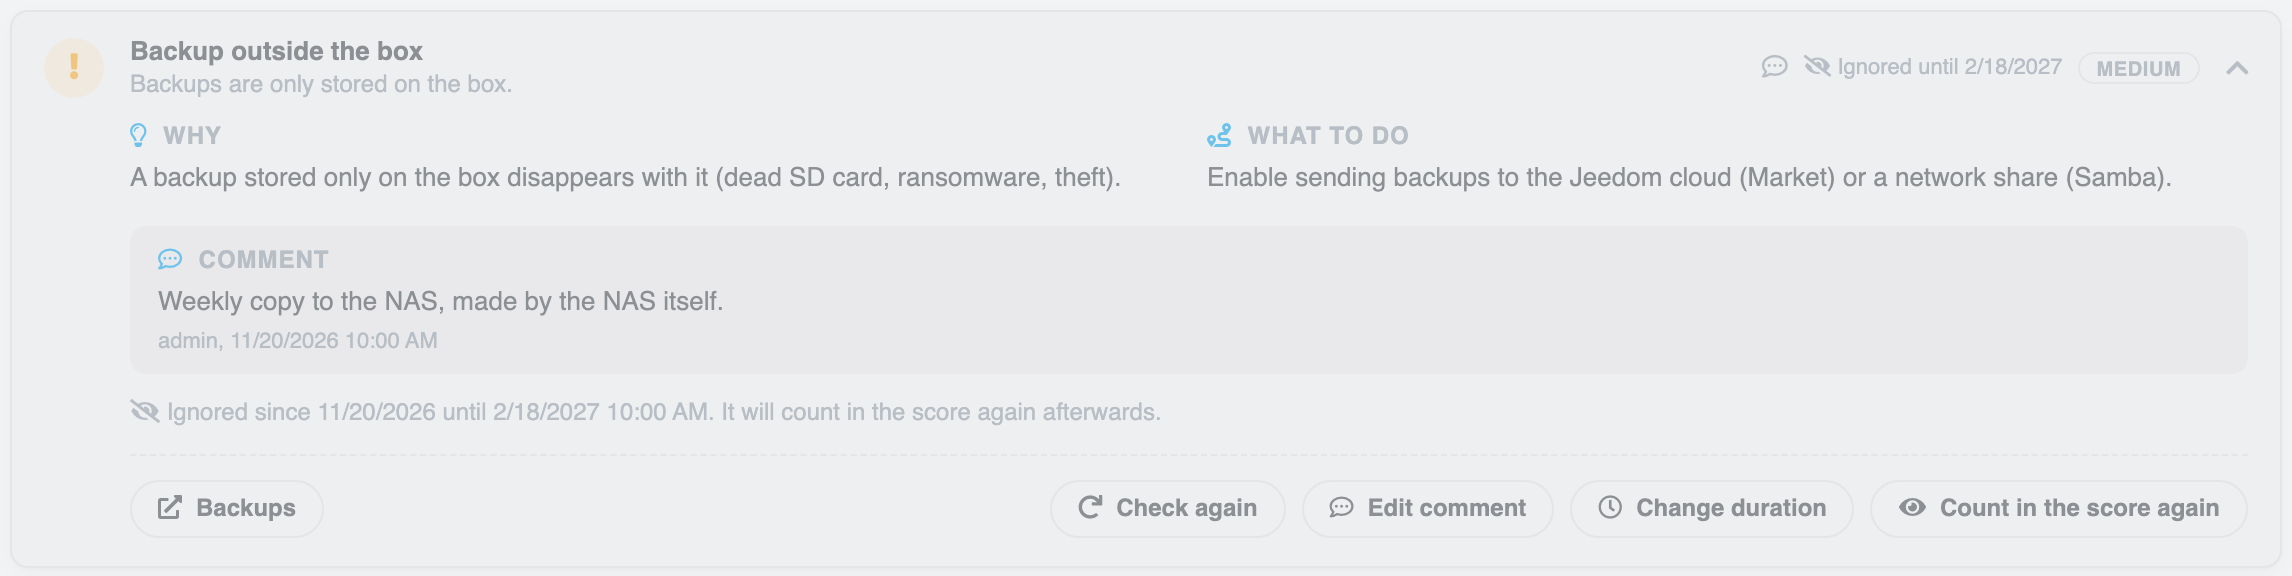 Backup outside the box
Backups are only stored on the box.
Ignored until 2/18/2027
MEDIUM
WHY
A backup stored only on the box disappears with it (dead SD card, ransomware, theft).
WHAT TO DO
Enable sending backups to the Jeedom cloud (Market) or a network share (Samba).
COMMENT
Weekly copy to the NAS, made by the NAS itself.
admin, 11/20/2026 10:00 AM
Ignored since 11/20/2026 until 2/18/2027 10:00 AM. It will count in the score again afterwards.
Backups
Check again
Edit comment
Change duration
Count in the score again